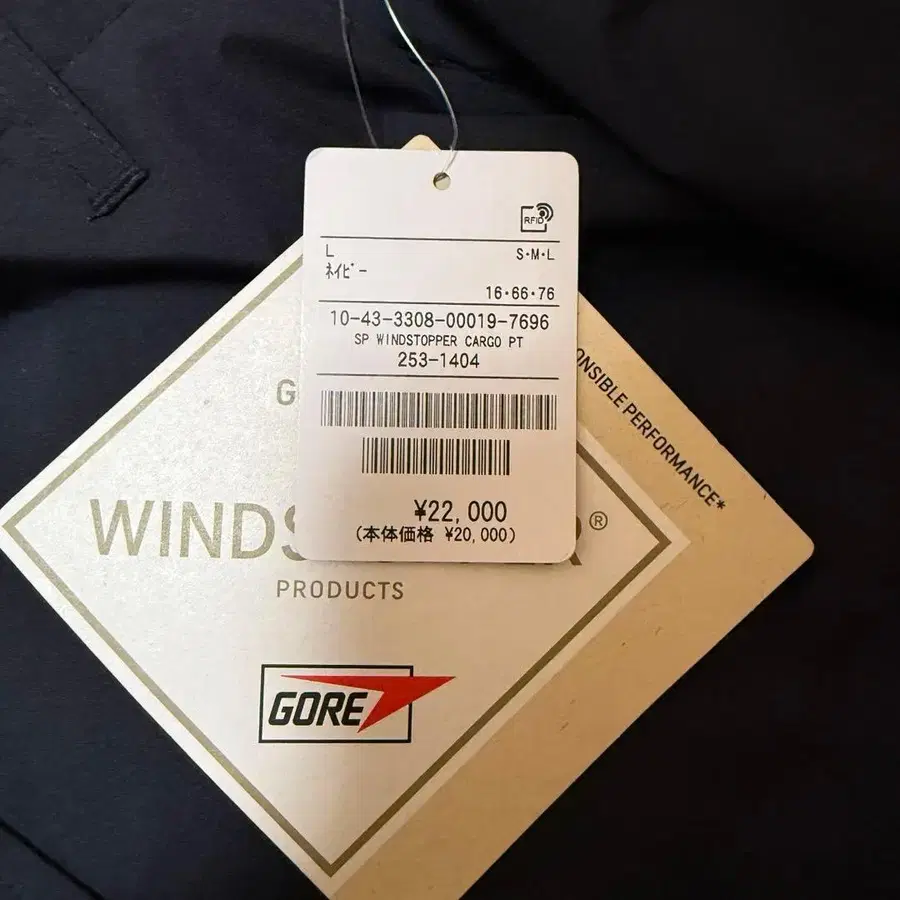 RFID
L S・M・L
ネイビー
16・66・76
10-43-3308-00019-7696
SP WINDSTOPPER CARGO PT
253-1404
¥22,000
(本体価格 ¥20,000)
ONSIBLE PERFORMANCE*
G
WINDS R®
PRODUCTS
GORE